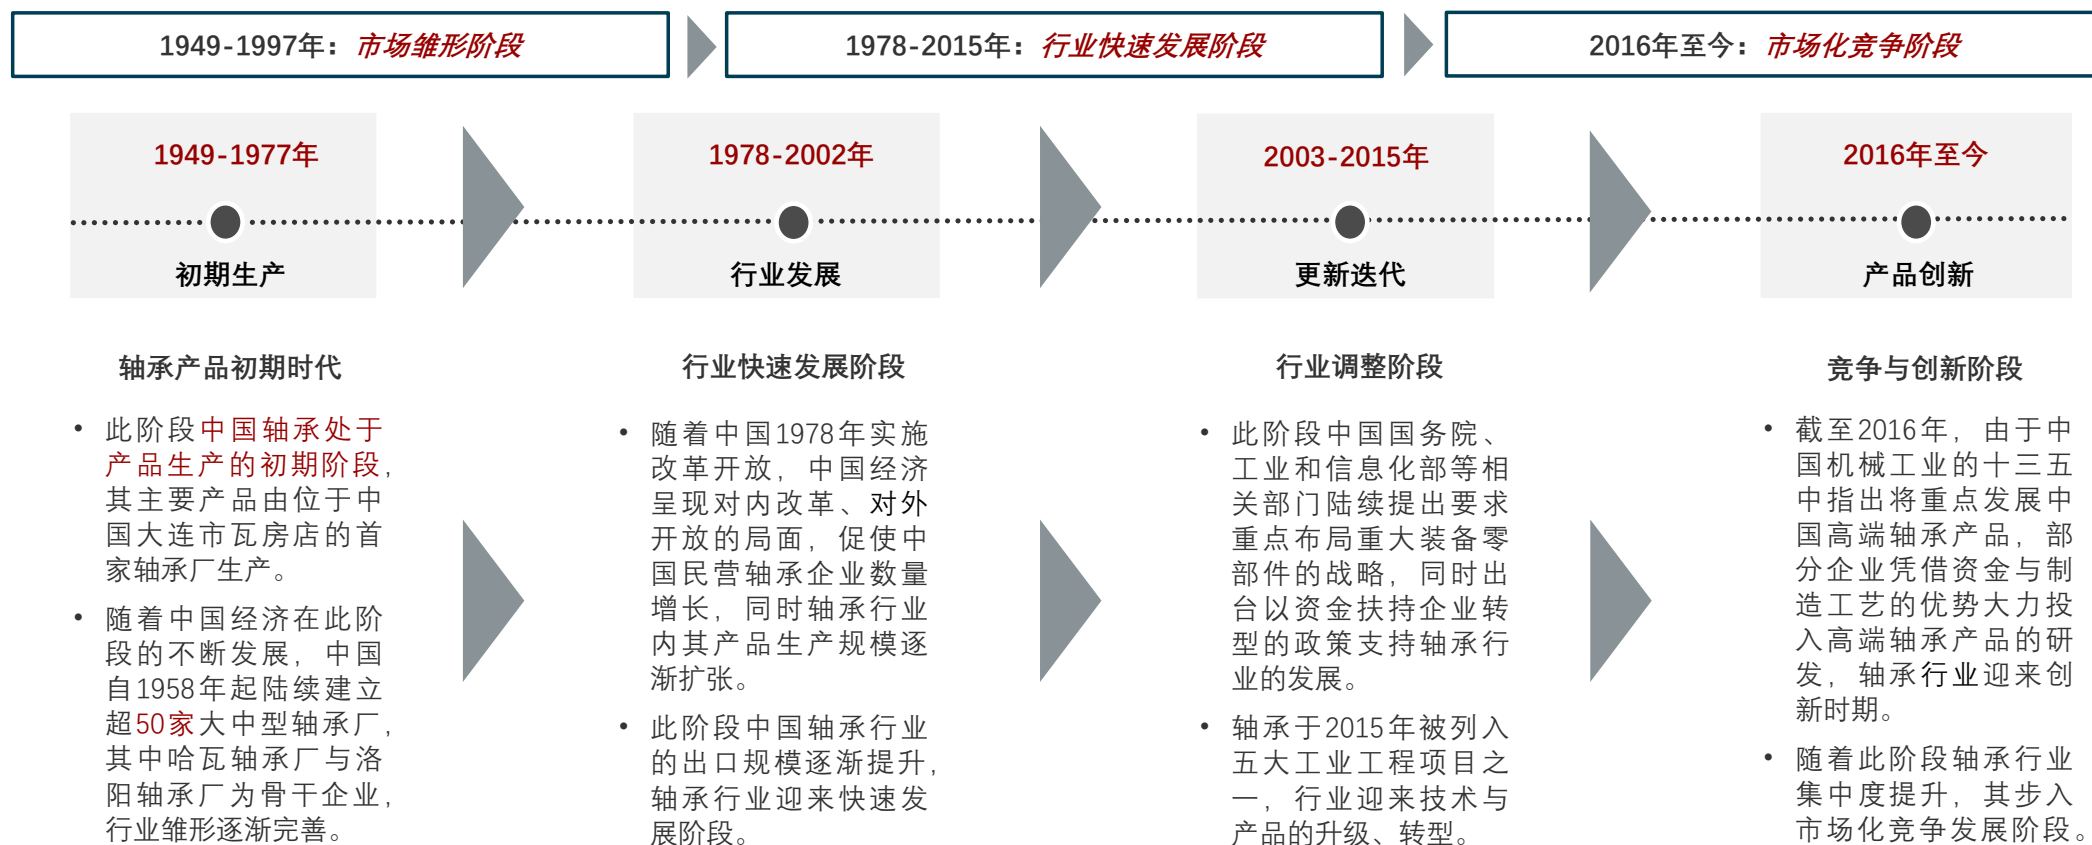 1949-1997年：市场雏形阶段
1978-2015年：行业快速发展阶段
2016年至今：市场化竞争阶段
1949-1977年
初期生产
1978-2002年
行业发展
2003-2015年
更新迭代
2016年至今
产品创新
轴承产品初期时代
• 此阶段中国轴承处于
产品生产的初期阶段，
其主要产品由位于中
国大连市瓦房店的首
家轴承厂生产。
• 随着中国经济在此阶
段的不断发展，中国
自1958年起陆续建立
超50家大中型轴承厂，
其中哈瓦轴承厂与洛
阳轴承厂为骨干企业，
行业雏形逐渐完善。
行业快速发展阶段
• 随着中国1978年实施
改革开放，中国经济
呈现对内改革、对外
开放的局面，促使中
国民营轴承企业数量
增长，同时轴承行业
内其产品生产规模逐
渐扩张。
• 此阶段中国轴承行业
的出口规模逐渐提升，
轴承行业迎来快速发
展阶段。
行业调整阶段
• 此阶段中国国务院、
工业和信息化部等相
关部门陆续提出要求
重点布局重大装备零
部件的战略，同时出
台以资金扶持企业转
型的政策支持轴承行
业的发展。
• 轴承于2015年被列入
五大工业工程项目之
一，行业迎来技术与
产品的升级、转型。
竞争与创新阶段
• 截至2016年，由于中
国机械工业的十三五
中指出将重点发展中
国高端轴承产品，部
分企业凭借资金与制
造工艺的优势大力投
入高端轴承产品的研
发，轴承行业迎来创
新时期。
• 随着此阶段轴承行业
集中度提升，其步入
市场化竞争发展阶段。